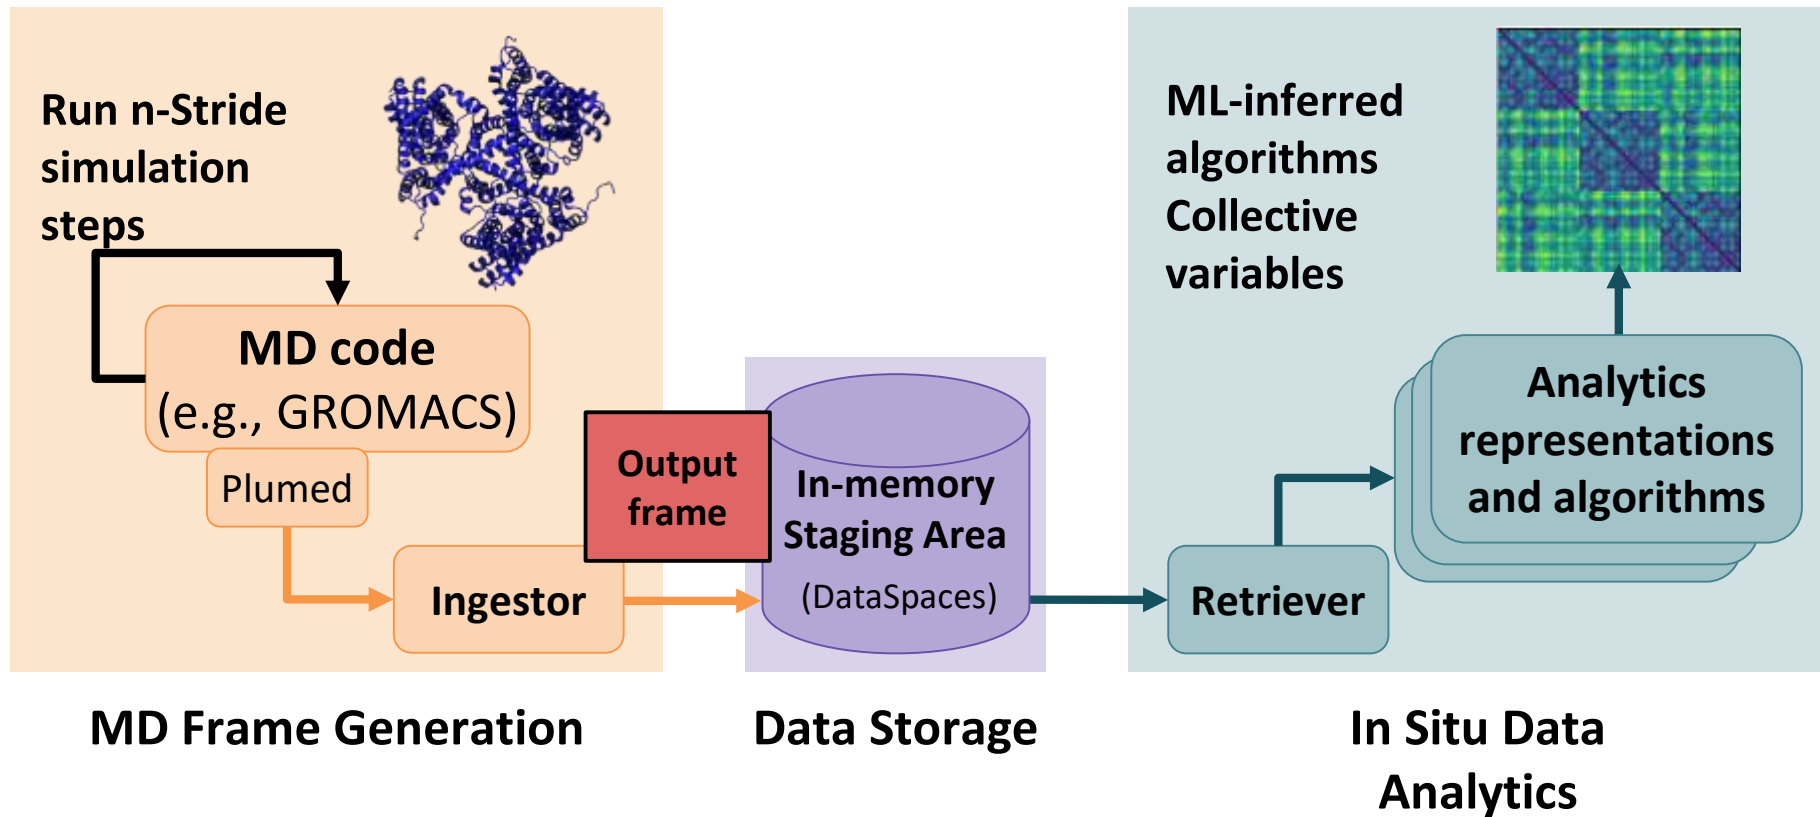 Run n-Stride
simulation
steps
MD code
(e.g., GROMACS)
Plumed
Ingestor
Output
frame
In-memory
Staging Area
(DataSpaces)
ML-inferred
algorithms
Collective
variables
Analytics
representations
and algorithms
Retriever
MD Frame Generation
Data Storage
In Situ Data
Analytics